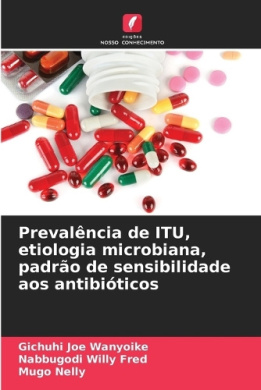 edições
NOSSO CONHECIMENTO
Prevalência de ITU,
etiologia microbiana,
padrão de sensibilidade
aos antibióticos
Gichuhi Joe Wanyoike
Nabbugodi Willy Fred
Mugo Nelly